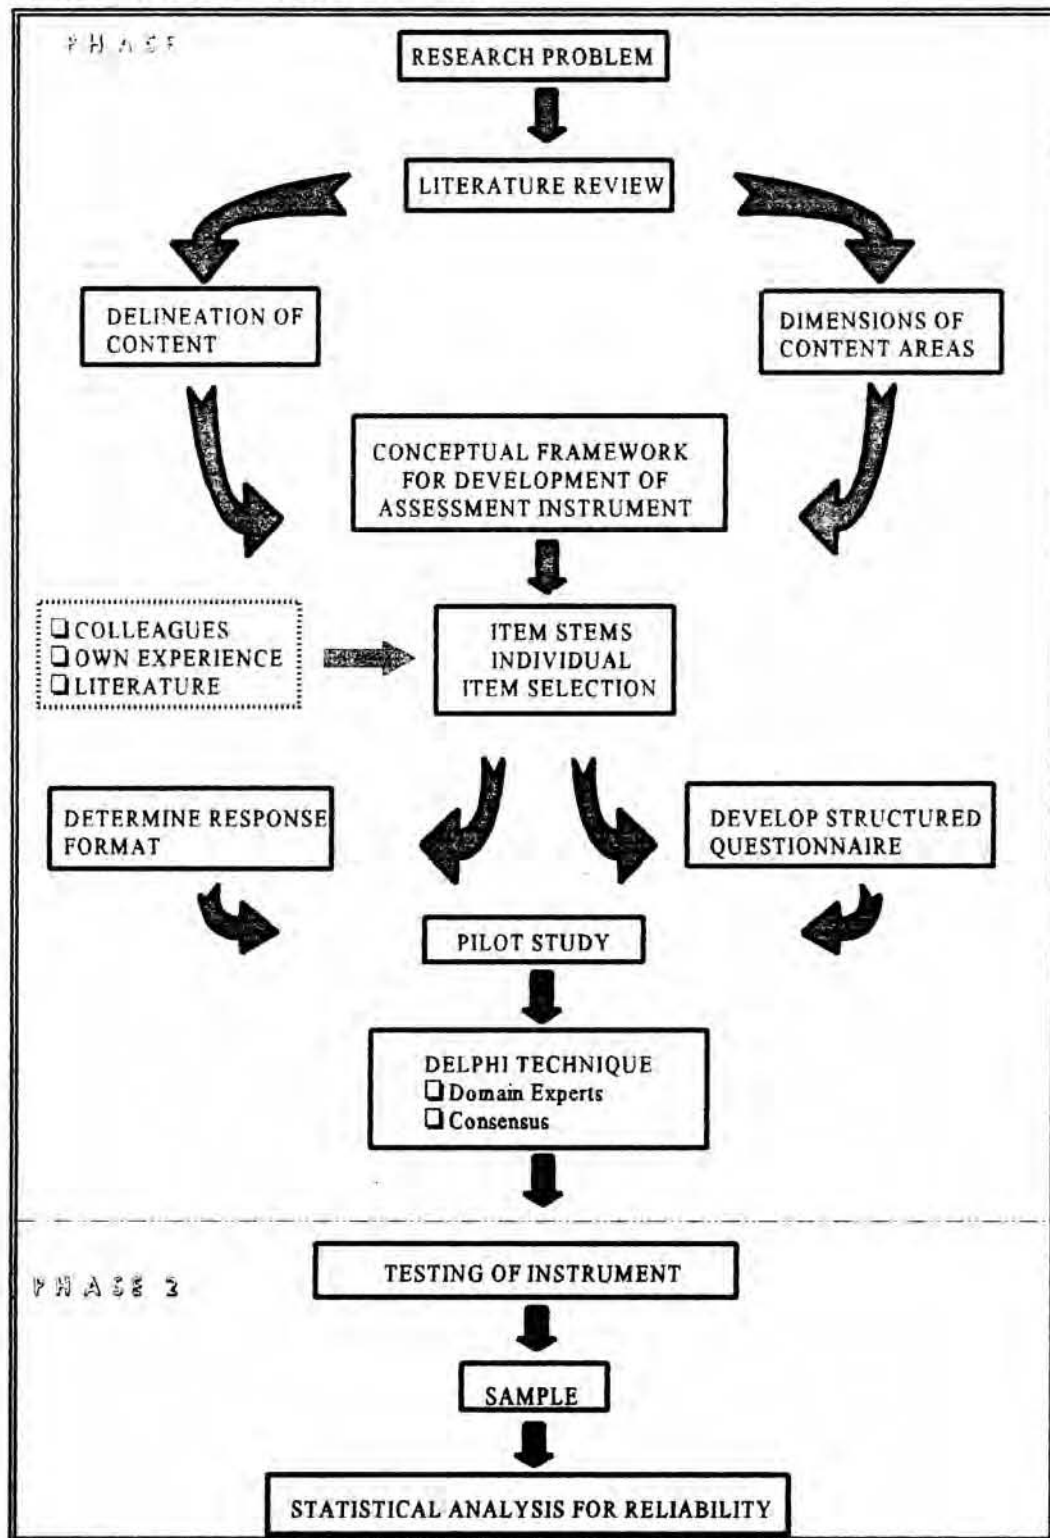 PHASE
RESEARCH PROBLEM
LITERATURE REVIEW
DELINEATION OF
CONTENT
DIMENSIONS OF
CONTENT AREAS
CONCEPTUAL FRAMEWORK
FOR DEVELOPMENT OF
ASSESSMENT INSTRUMENT
❑ COLLEAGUES
❑ OWN EXPERIENCE
❑ LITERATURE
ITEM STEMS
INDIVIDUAL
ITEM SELECTION
DETERMINE RESPONSE
FORMAT
DEVELOP STRUCTURED
QUESTIONNAIRE
PILOT STUDY
DELPHI TECHNIQUE
❑ Domain Experts
❑ Consensus
PHASE 2
TESTING OF INSTRUMENT
SAMPLE
STATISTICAL ANALYSIS FOR RELIABILITY